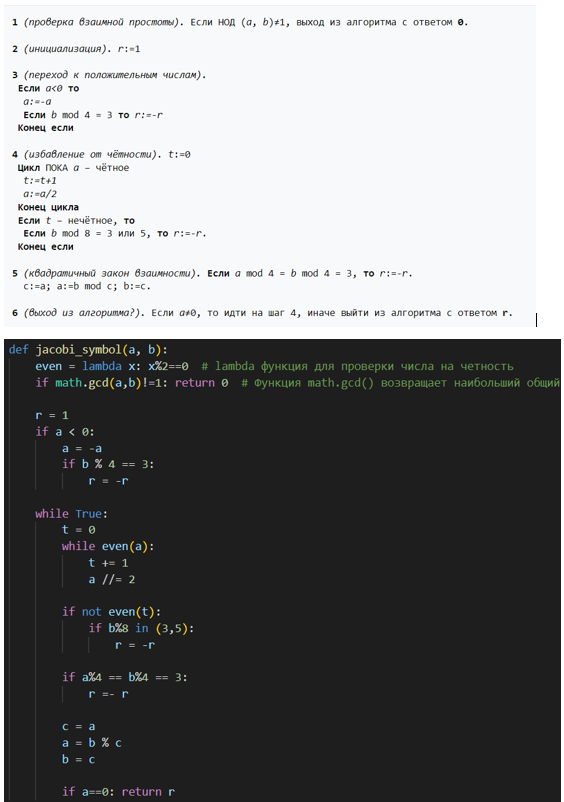 1 (проверка взаимной простоты). Если НОД (a, b)≠1, выход из алгоритма с ответом 0.
2 (инициализация). r:=1
3 (переход к положительным числам).
Если a<0 то
a:=-a
Если b mod 4 = 3 то r:=-r
Конец если
4 (избавление от чётности). t:=0
Цикл ПОКА a – чётное
t:=t+1
a:=a/2
Конец цикла
Если t – нечётное, то
Если b mod 8 = 3 или 5, то r:=-r.
Конец если
5 (квадратичный закон взаимности). Если a mod 4 = b mod 4 = 3, то r:=-r.
c:=a; a:=b mod c; b:=c.
6 (выход из алгоритма?). Если a≠0, то идти на шаг 4, иначе выйти из алгоритма с ответом r.
def jacobi_symbol(a, b):
even = lambda x: x%2==0  # lambda функция для проверки числа на четность
if math.gcd(a,b)!=1: return 0  # Функция math.gcd() возвращает наибольший общий
r = 1
if a < 0:
a = -a
if b % 4 == 3:
r = -r
while True:
t = 0
while even(a):
t += 1
a //= 2
if not even(t):
if b%8 in (3,5):
r = -r
if a%4 == b%4 == 3:
r =- r
c = a
a = b % c
b = c
if a==0: return r